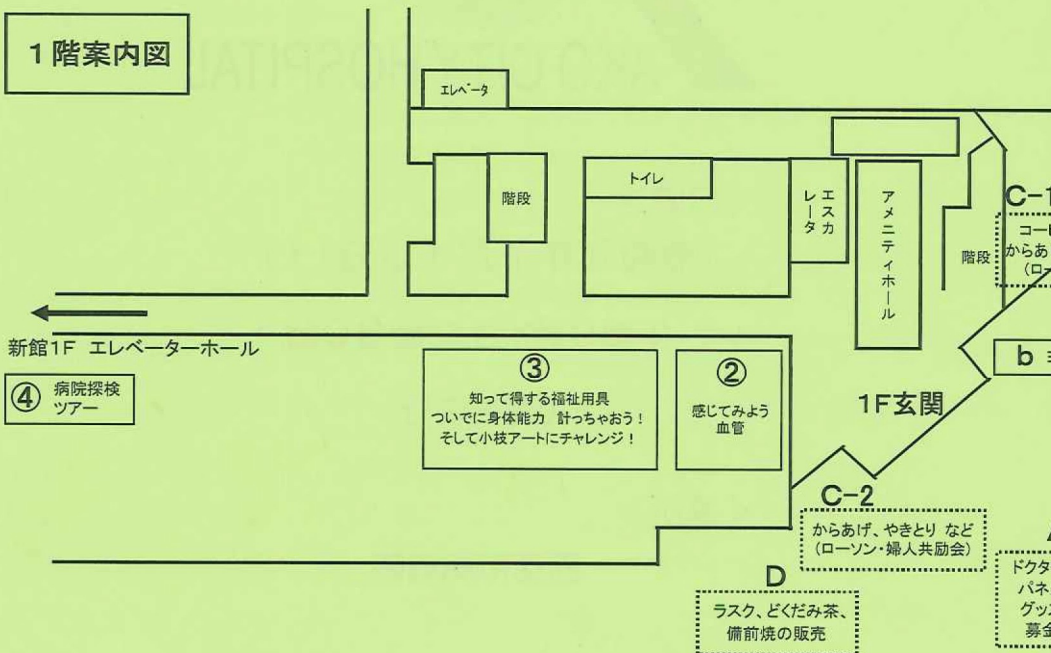 1階案内図
エレベータ
階段
トイレ
エスカ
レータ
アメニティホール
階段
C-1
コー
からあ
(ロー
新館1F エレベーターホール
④ 病院探検
ツアー
③
知って得する福祉用具
ついでに身体能力 計っちゃおう!
そして小枝アートにチャレンジ!
②
感じてみよう
血管
1F玄関
b
C-2
からあげ、やきとり など
(ローソン・婦人共励会)
D
ラスク、どくだみ茶、
備前焼の販売
ドクタ
パネ
グッ
募金